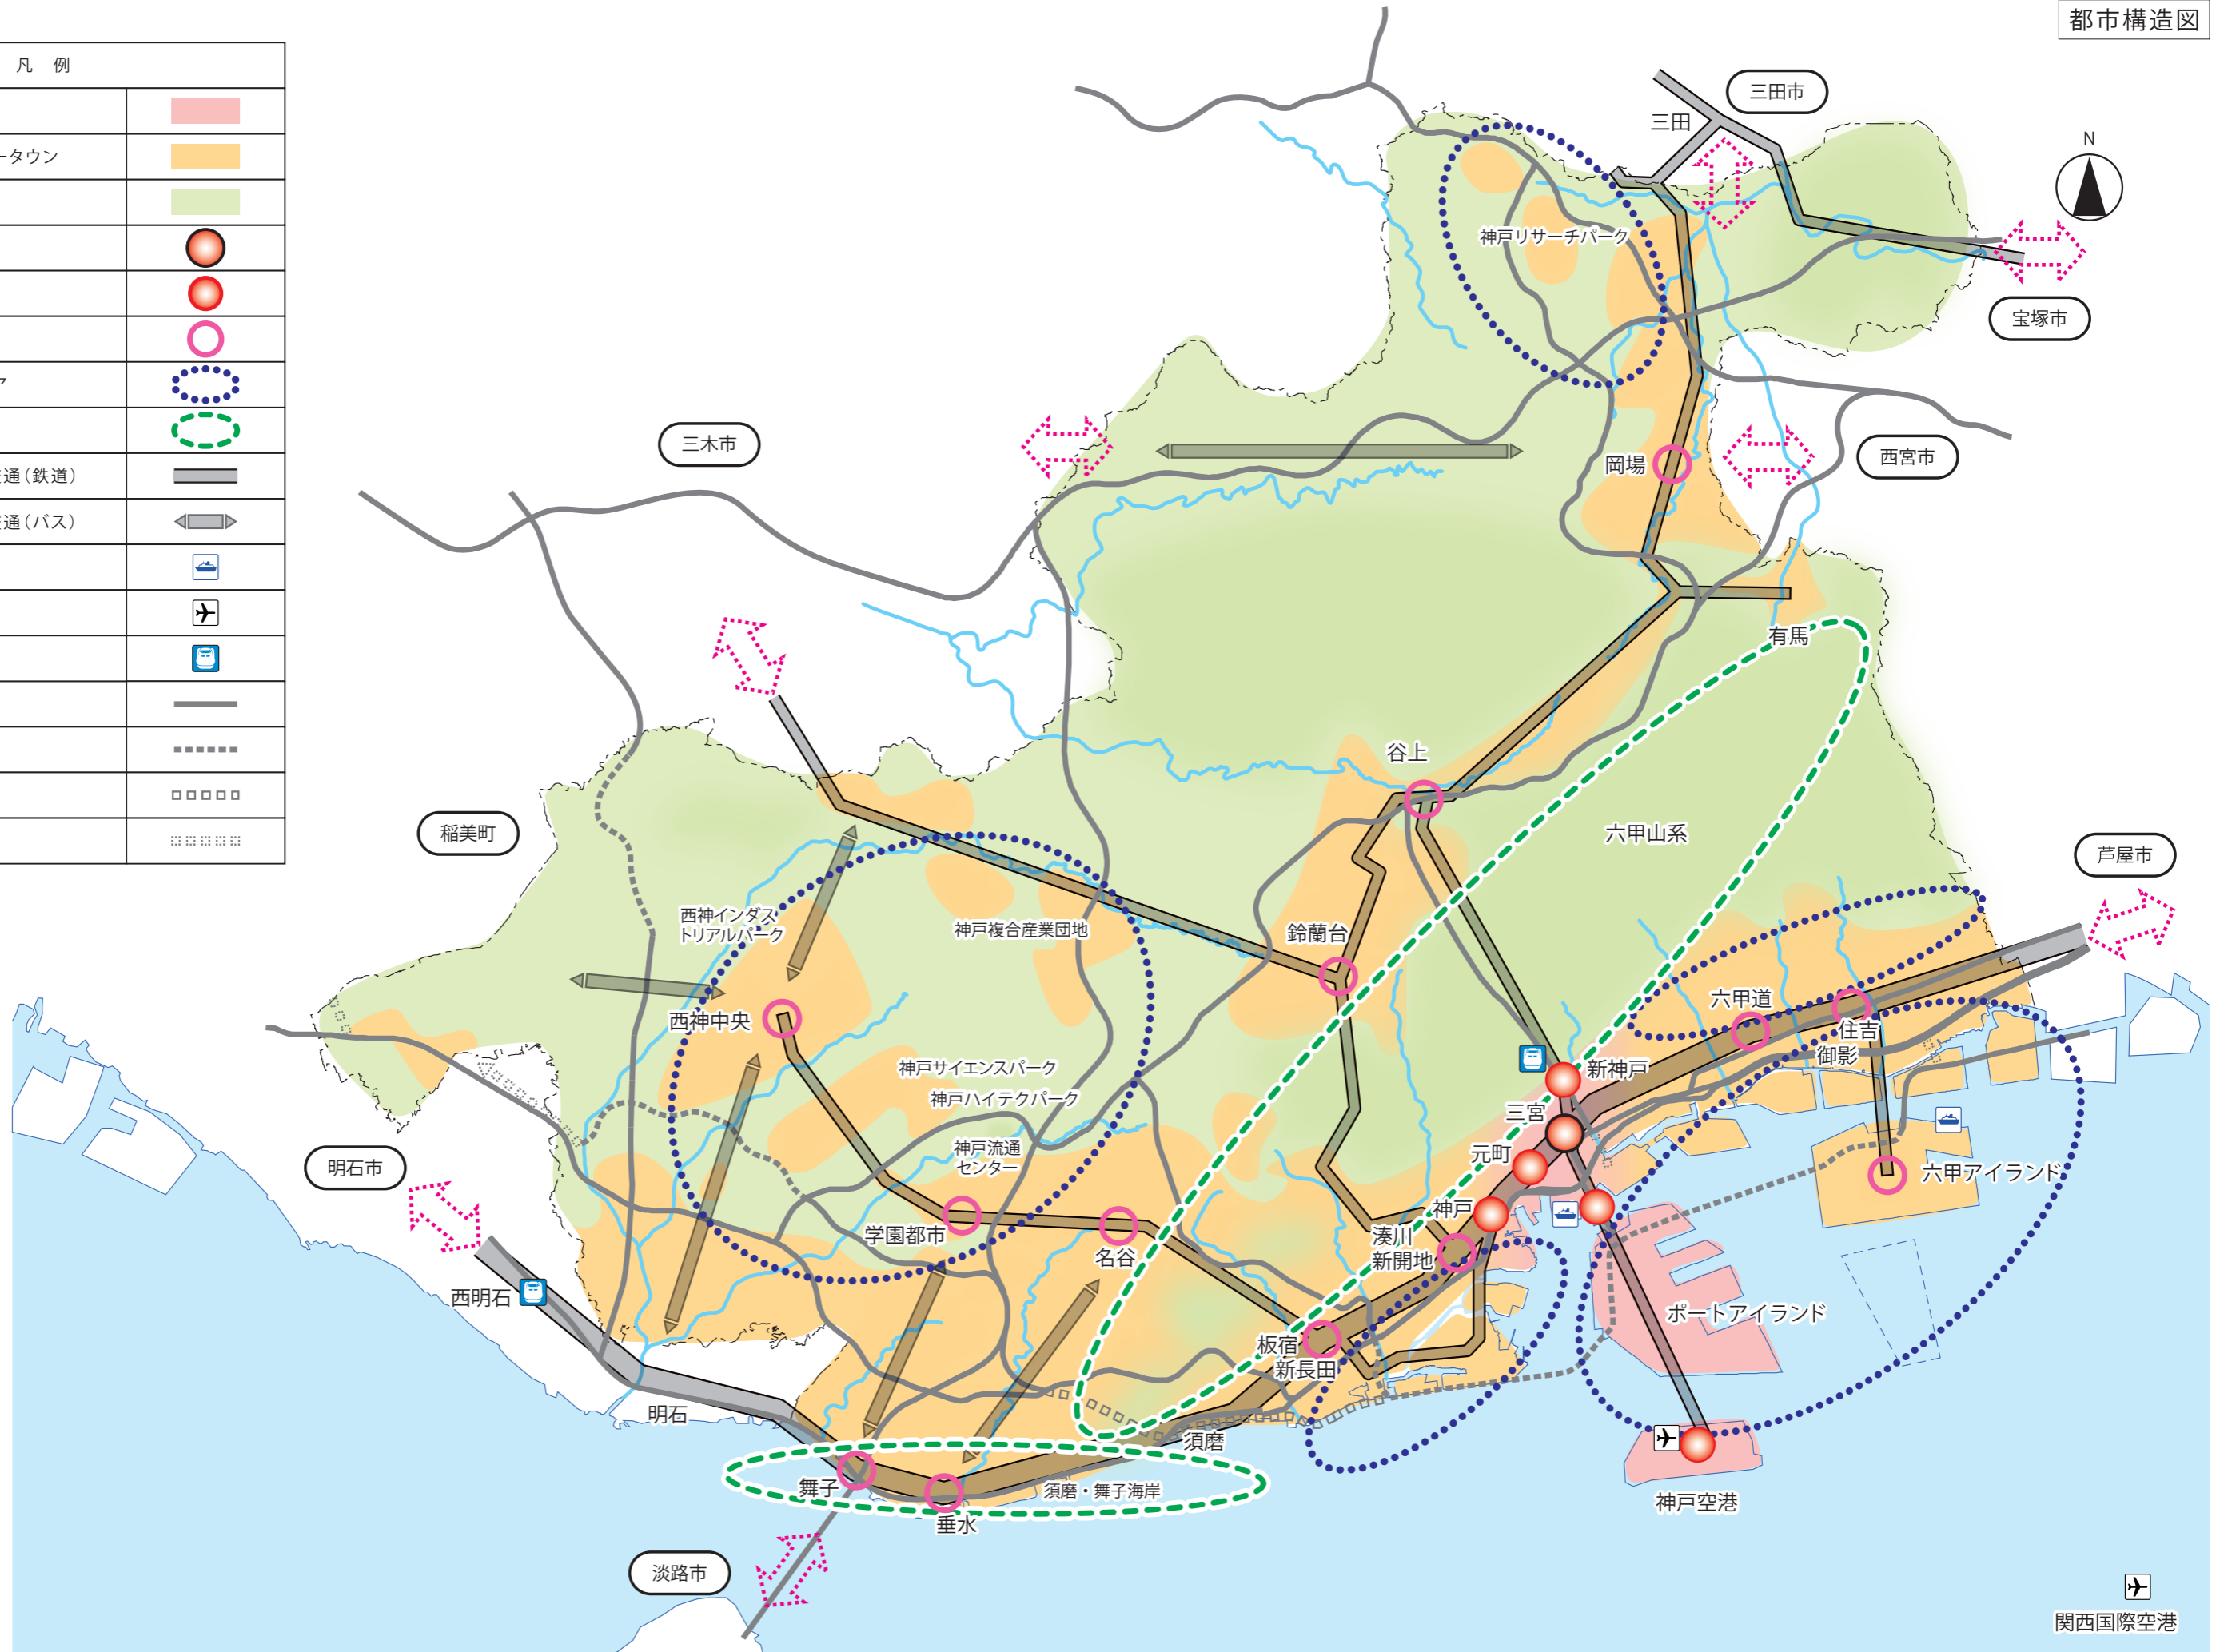 都市構造図
凡 例
ータウン
ア
通(鉄道)
通(バス)
N
三田市
三田
神戸リサーチパーク
宝塚市
三木市
岡場
西宮市
有馬
谷上
六甲山系
稲美町
芦屋市
西神インダス
トリアルパーク
神戸複合産業団地
鈴蘭台
西神中央
六甲道
住吉
御影
神戸サイエンスパーク
新神戸
神戸ハイテクパーク
三宮
神戸流通
センター
元町
明石市
六甲アイランド
神戸
学園都市
名谷
湊川
新開地
西明石
ポートアイランド
板宿
新長田
明石
須磨
舞子
須磨・舞子海岸
神戸空港
垂水
淡路市
関西国際空港